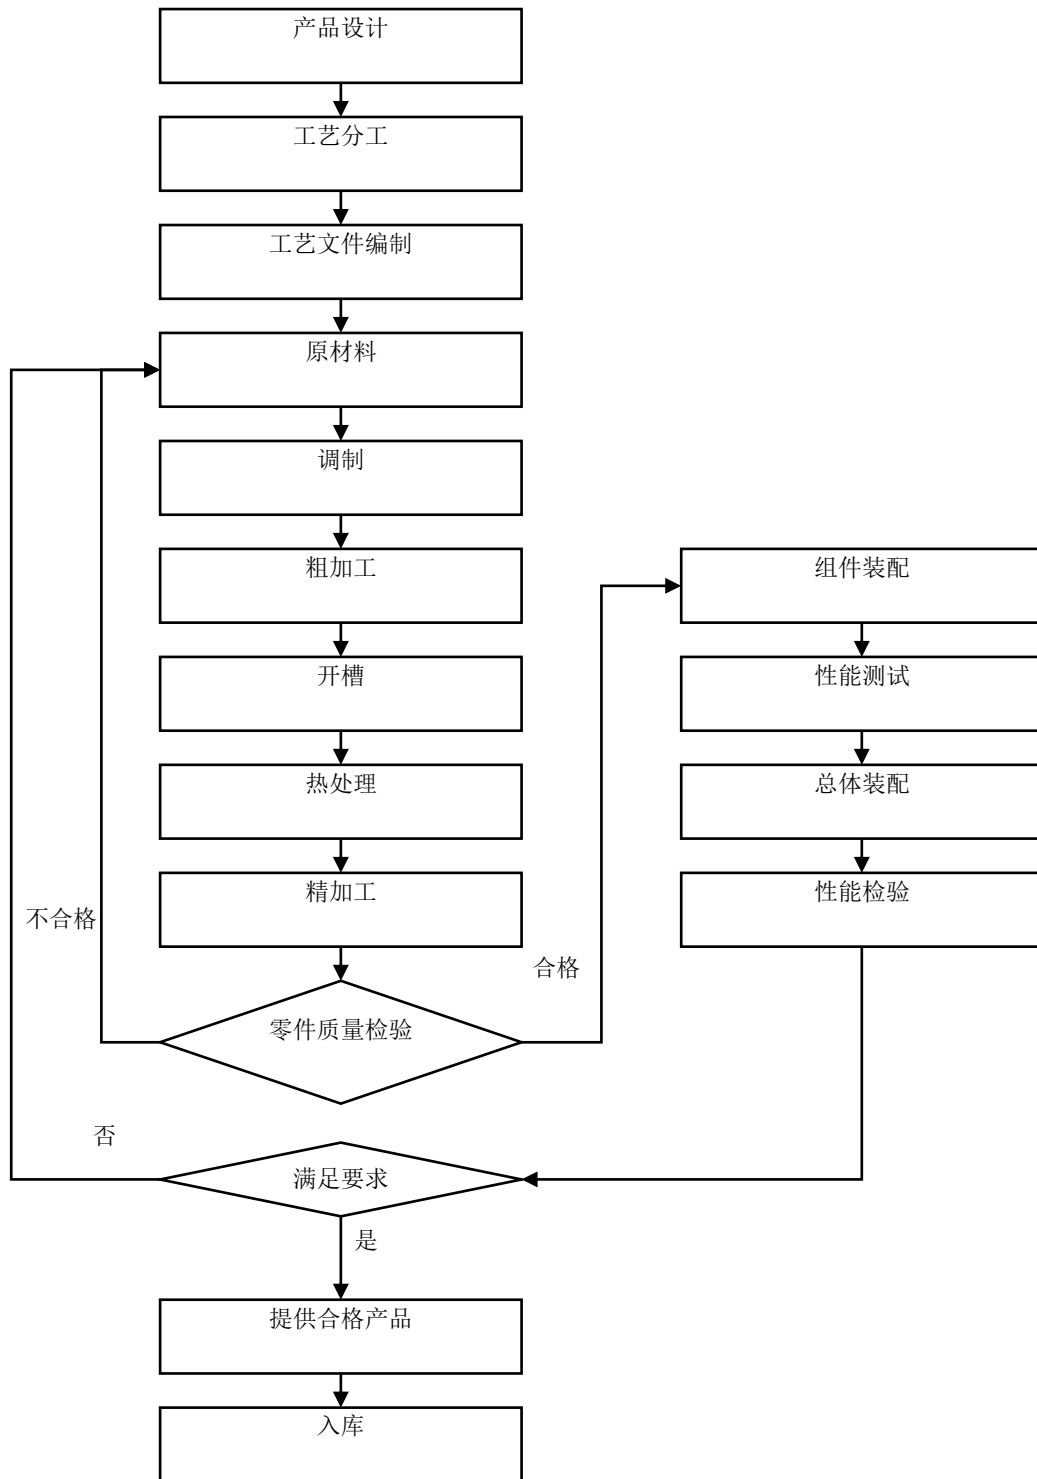 产品设计
工艺分工
工艺文件编制
原材料
调制
粗加工
开槽
热处理
精加工
不合格
零件质量检验
合格
组件装配
性能测试
总体装配
性能检验
否
满足要求
是
提供合格产品
入库